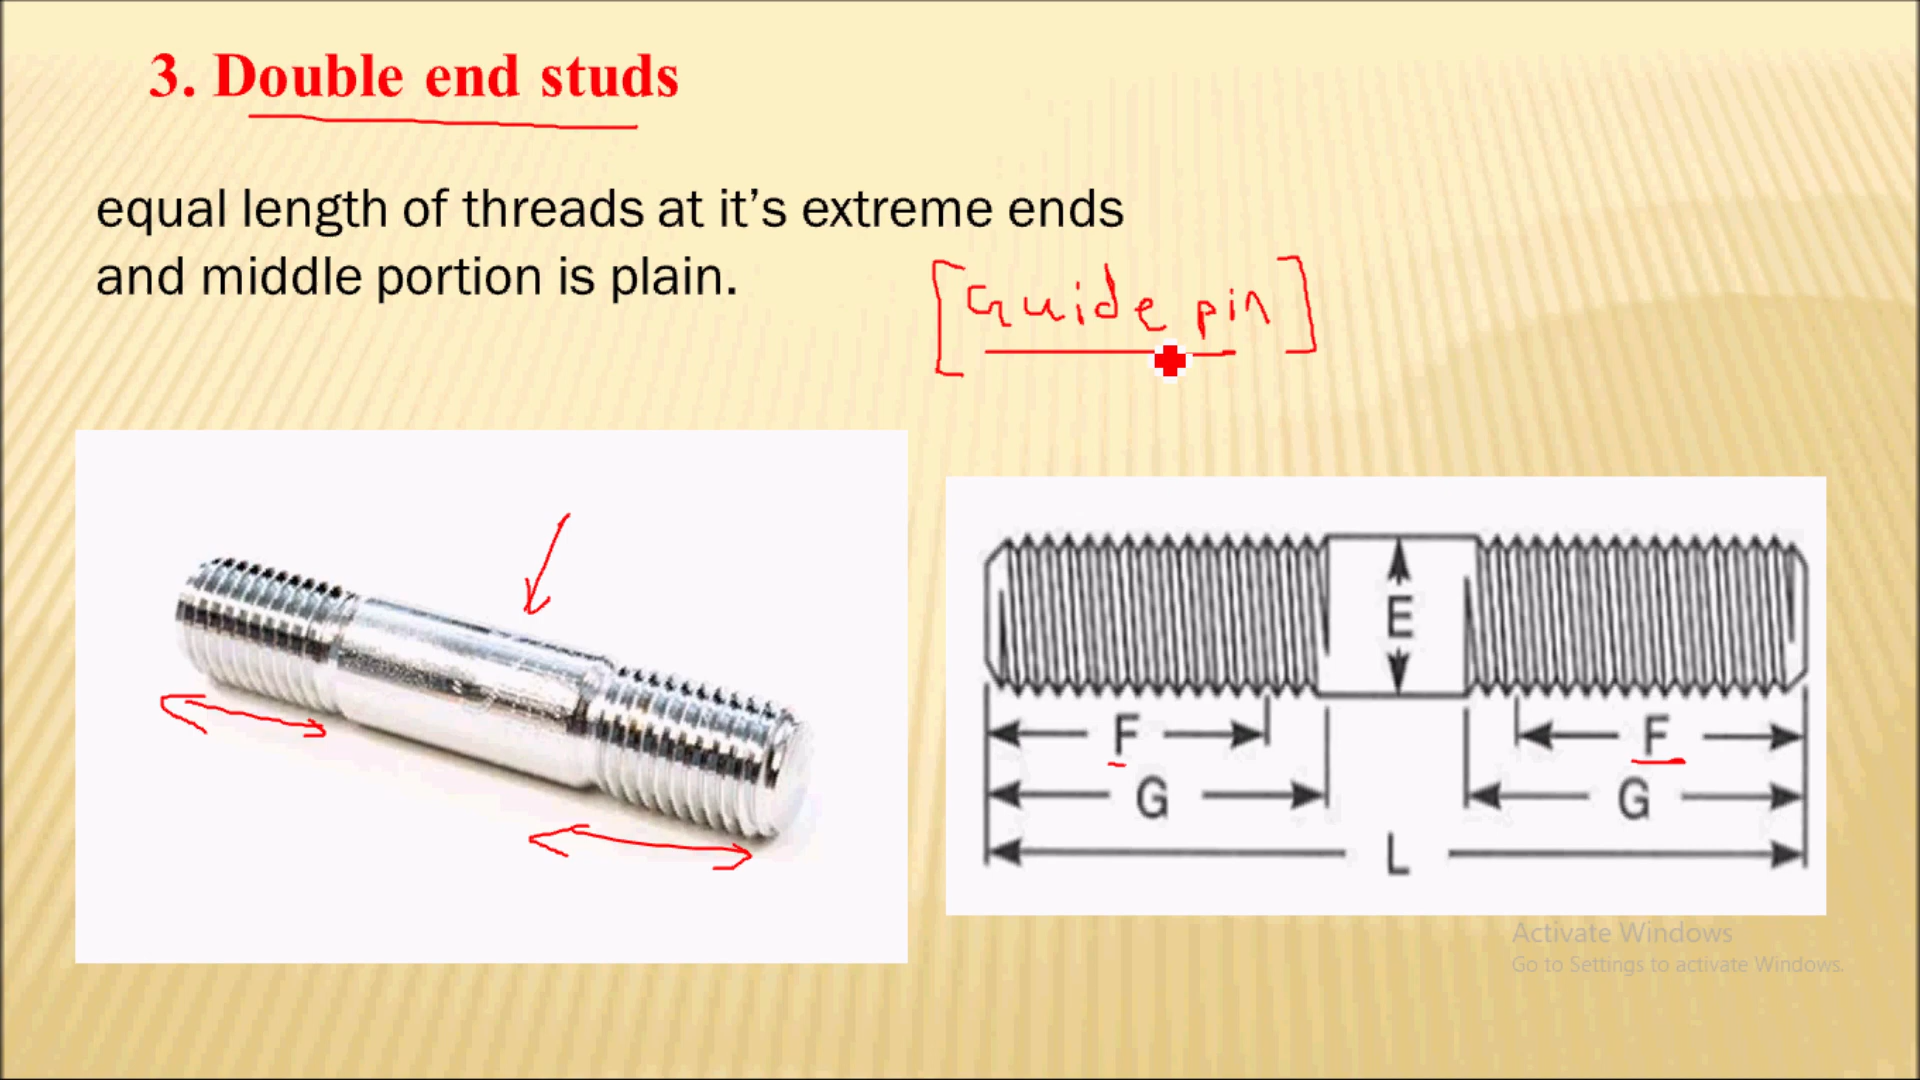 3. Double end studs
equal length of threads at it’s extreme ends
and middle portion is plain.
[Guide pin]
E
F F
G G
L
Activate Windows
Go to Settings to activate Windows.